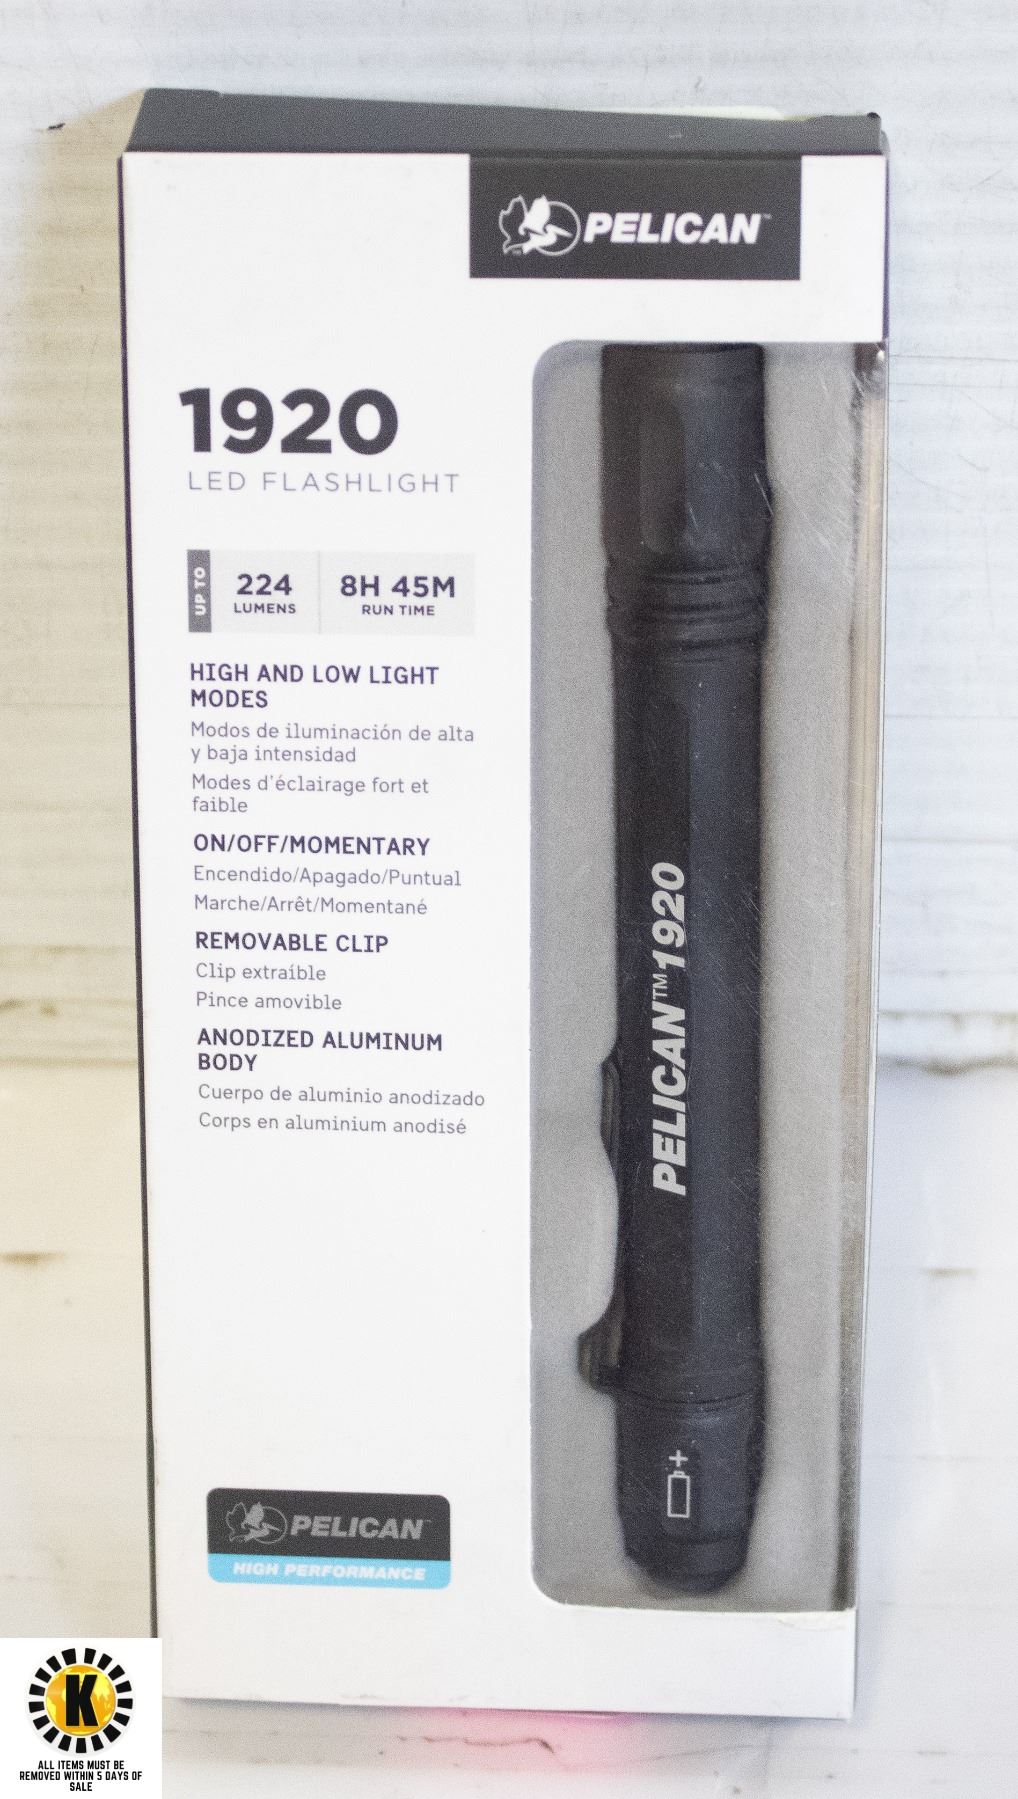 PELICAN™
1920
LED FLASHLIGHT
UP TO
224
LUMENS
8H 45M
RUN TIME
HIGH AND LOW LIGHT
MODES
Modos de iluminación de alta
y baja intensidad
Modes d'éclairage fort et
faible
ON/OFF/MOMENTARY
Encendido/Apagado/Puntual
Marche/Arrêt/Momentané
REMOVABLE CLIP
Clip extraíble
Pince amovible
ANODIZED ALUMINUM
BODY
Cuerpo de aluminio anodizado
Corps en aluminium anodisé
PELICAN™ 1920
+
PELICAN™
HIGH PERFORMANCE
K
ALL ITEMS MUST BE
REMOVED WITHIN 5 DAYS OF
SALE